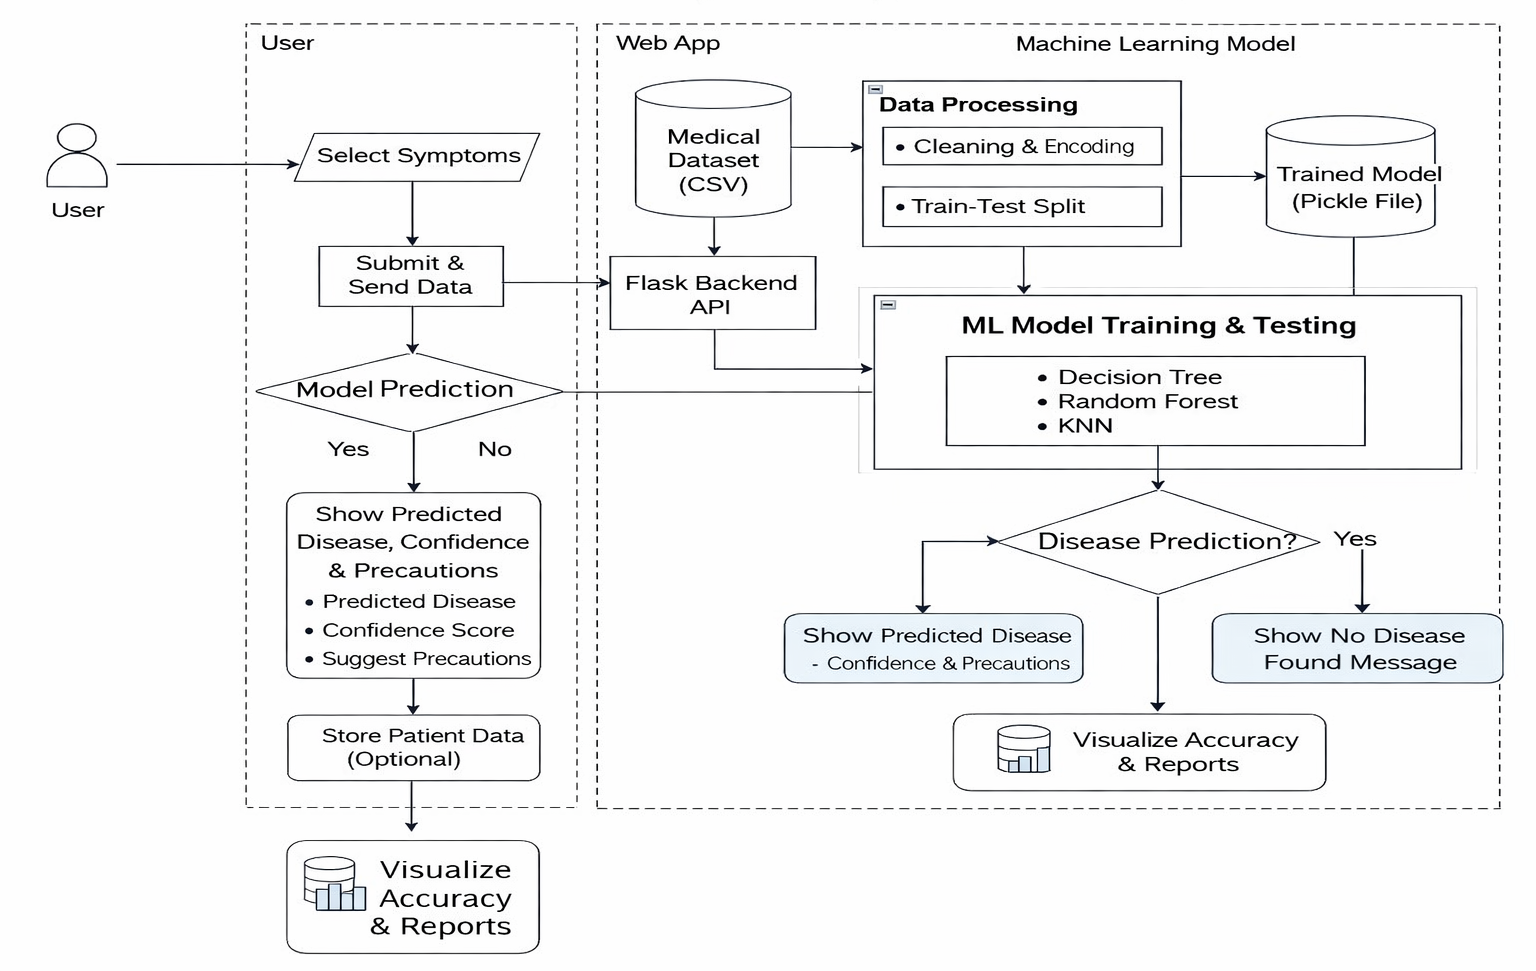 User
Web App
Machine Learning Model
User
Select Symptoms
Submit &
Send Data
Model Prediction
Yes
No
Show Predicted
Disease, Confidence
& Precautions
• Predicted Disease
• Confidence Score
• Suggest Precautions
Store Patient Data
(Optional)
Visualize
Accuracy
& Reports
Medical
Dataset
(CSV)
Flask Backend
API
Data Processing
• Cleaning & Encoding
• Train-Test Split
Trained Model
(Pickle File)
ML Model Training & Testing
• Decision Tree
• Random Forest
• KNN
Disease Prediction?
Yes
Show Predicted Disease
- Confidence & Precautions
Show No Disease
Found Message
Visualize Accuracy
& Reports